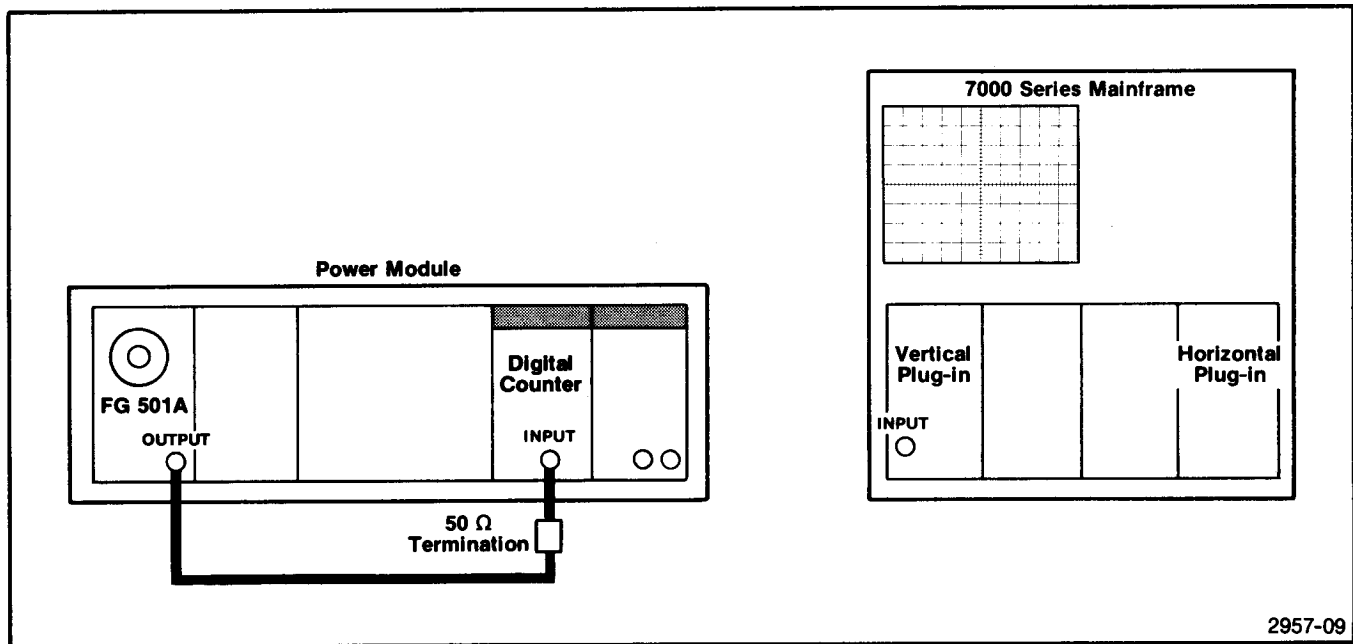 7000 Series Mainframe
Power Module
FG 501A
OUTPUT
Digital
Counter
INPUT
50 Ω
Termination
Vertical
Plug-in
INPUT
Horizontal
Plug-in
2957-09